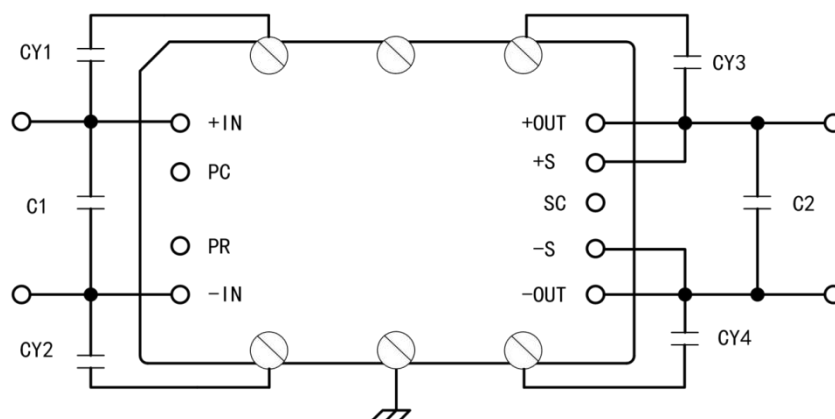 CY1
CY3
+IN
+OUT
PC
+S
C1
SC
C2
PR
-S
-IN
-OUT
CY2
CY4